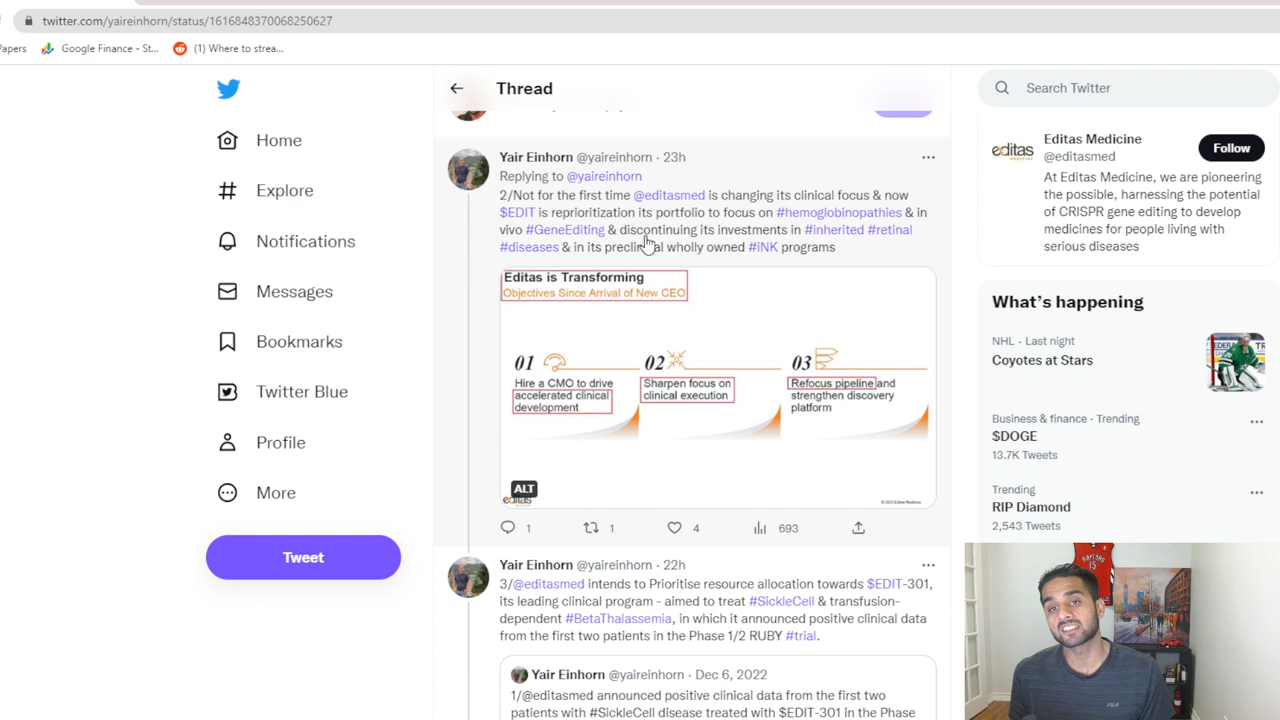 twitter.com/yaireinhorn/status/1616848370068250627
Papers
Google Finance - St...
(1) Where to strea...
Home
Explore
Notifications
Messages
Bookmarks
Twitter Blue
Profile
More
Tweet
Thread
Yair Einhorn @yaireinhorn · 23h
Replying to @yaireinhorn
2/Not for the first time @editasmed is changing its clinical focus & now
$EDIT is reprioritization its portfolio to focus on #hemoglobinopathies & in
vivo #GeneEditing & discontinuing its investments in #inherited #retinal
#diseases & in its preclinical wholly owned #iNK programs
Editas is Transforming
Objectives Since Arrival of New CEO
01
Hire a CMO to drive
accelerated clinical
development
02
Sharpen focus on
clinical execution
03
Refocus pipeline and
strengthen discovery
platform
ALT
editas
© 2023 Editas Medicine
1
1
4
693
Yair Einhorn @yaireinhorn · 22h
3/@editasmed intends to Prioritise resource allocation towards $EDIT-301,
its leading clinical program - aimed to treat #SickleCell & transfusion-
dependent #BetaThalassemia, in which it announced positive clinical data
from the first two patients in the Phase 1/2 RUBY #trial.
Yair Einhorn @yaireinhorn · Dec 6, 2022
1/@editasmed announced positive clinical data from the first two
patients with #SickleCell disease treated with $EDIT-301 in the Phase
Search Twitter
editas
MEDICINE
Editas Medicine
@editasmed
Follow
At Editas Medicine, we are pioneering
the possible, harnessing the potential
of CRISPR gene editing to develop
medicines for people living with
serious diseases
What's happening
NHL · Last night
Coyotes at Stars
Business & finance · Trending
$DOGE
13.7K Tweets
Trending
RIP Diamond
2,543 Tweets
15
FILA